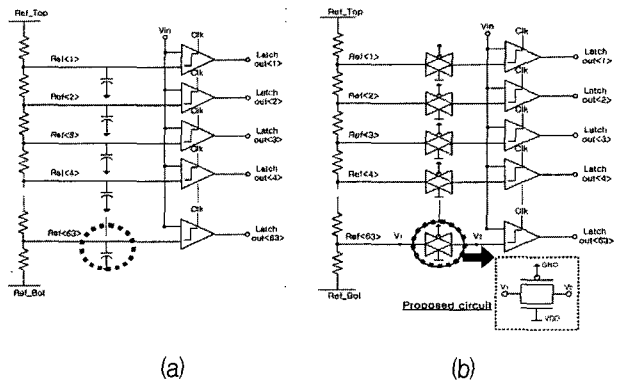 Ref_Top
Vin
Clk
Ref<1>
Latch
out<1>
Clk
Ref<2>
Latch
out<2>
Clk
Ref<3>
Latch
out<3>
Clk
Ref<4>
Latch
out<4>
Clk
Ref<63>
Latch
out<63>
Ref_Bot
(a)
Ref_Top
Vin
Clk
Ref<1>
Latch
out<1>
Clk
Ref<2>
Latch
out<2>
Clk
Ref<3>
Latch
out<3>
Clk
Ref<4>
Latch
out<4>
Clk
Ref<63>
V1
V2
Latch
out<63>
Ref_Bot
Proposed circuit
GND
V1
V2
VDD
(b)